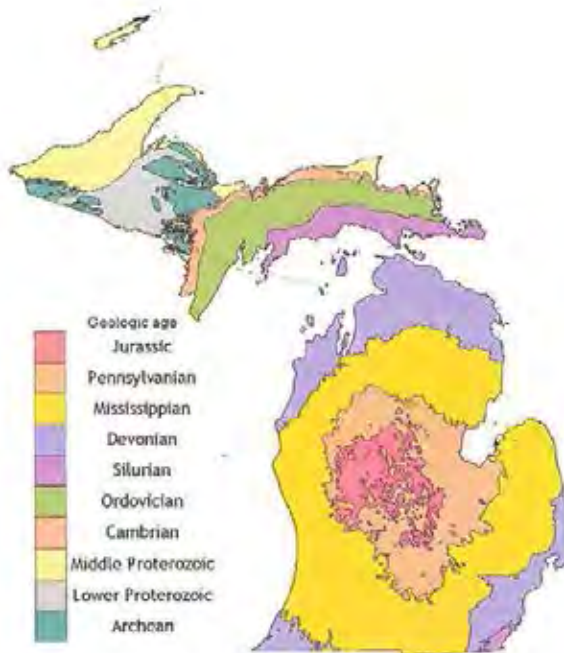 Geologic age
Jurassic
Pennsylvanian
Mississippian
Devonian
Silurian
Ordovician
Cambrian
Middle Proterozoic
Lower Proterozoic
Archean